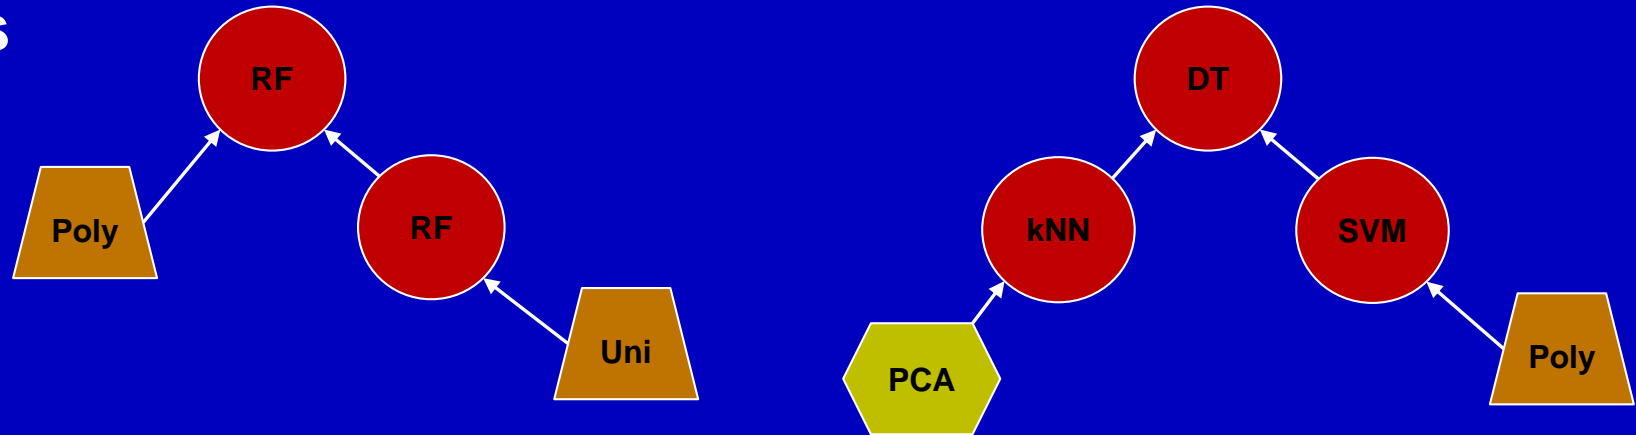 s
RF
DT
Poly
RF
kNN
SVM
Uni
PCA
Poly